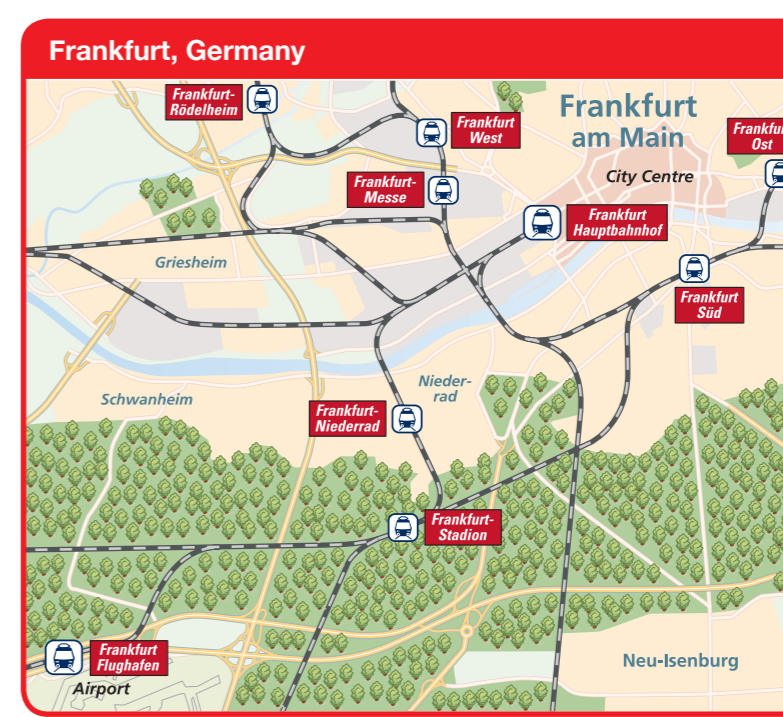 Frankfurt, Germany
Frankfurt-
Rödelheim
Frankfurt
West
Frankfurt
am Main
City Centre
Ost
Frankfurt-
Messe
Frankfurt
Hauptbahnhof
Griesheim
Frankfurt
Süd
Schwanheim
Nieder-
rad
Frankfurt-
Niederrad
Frankfurt-
Stadion
Frankfurt
Flughafen
Airport
Neu-Isenburg